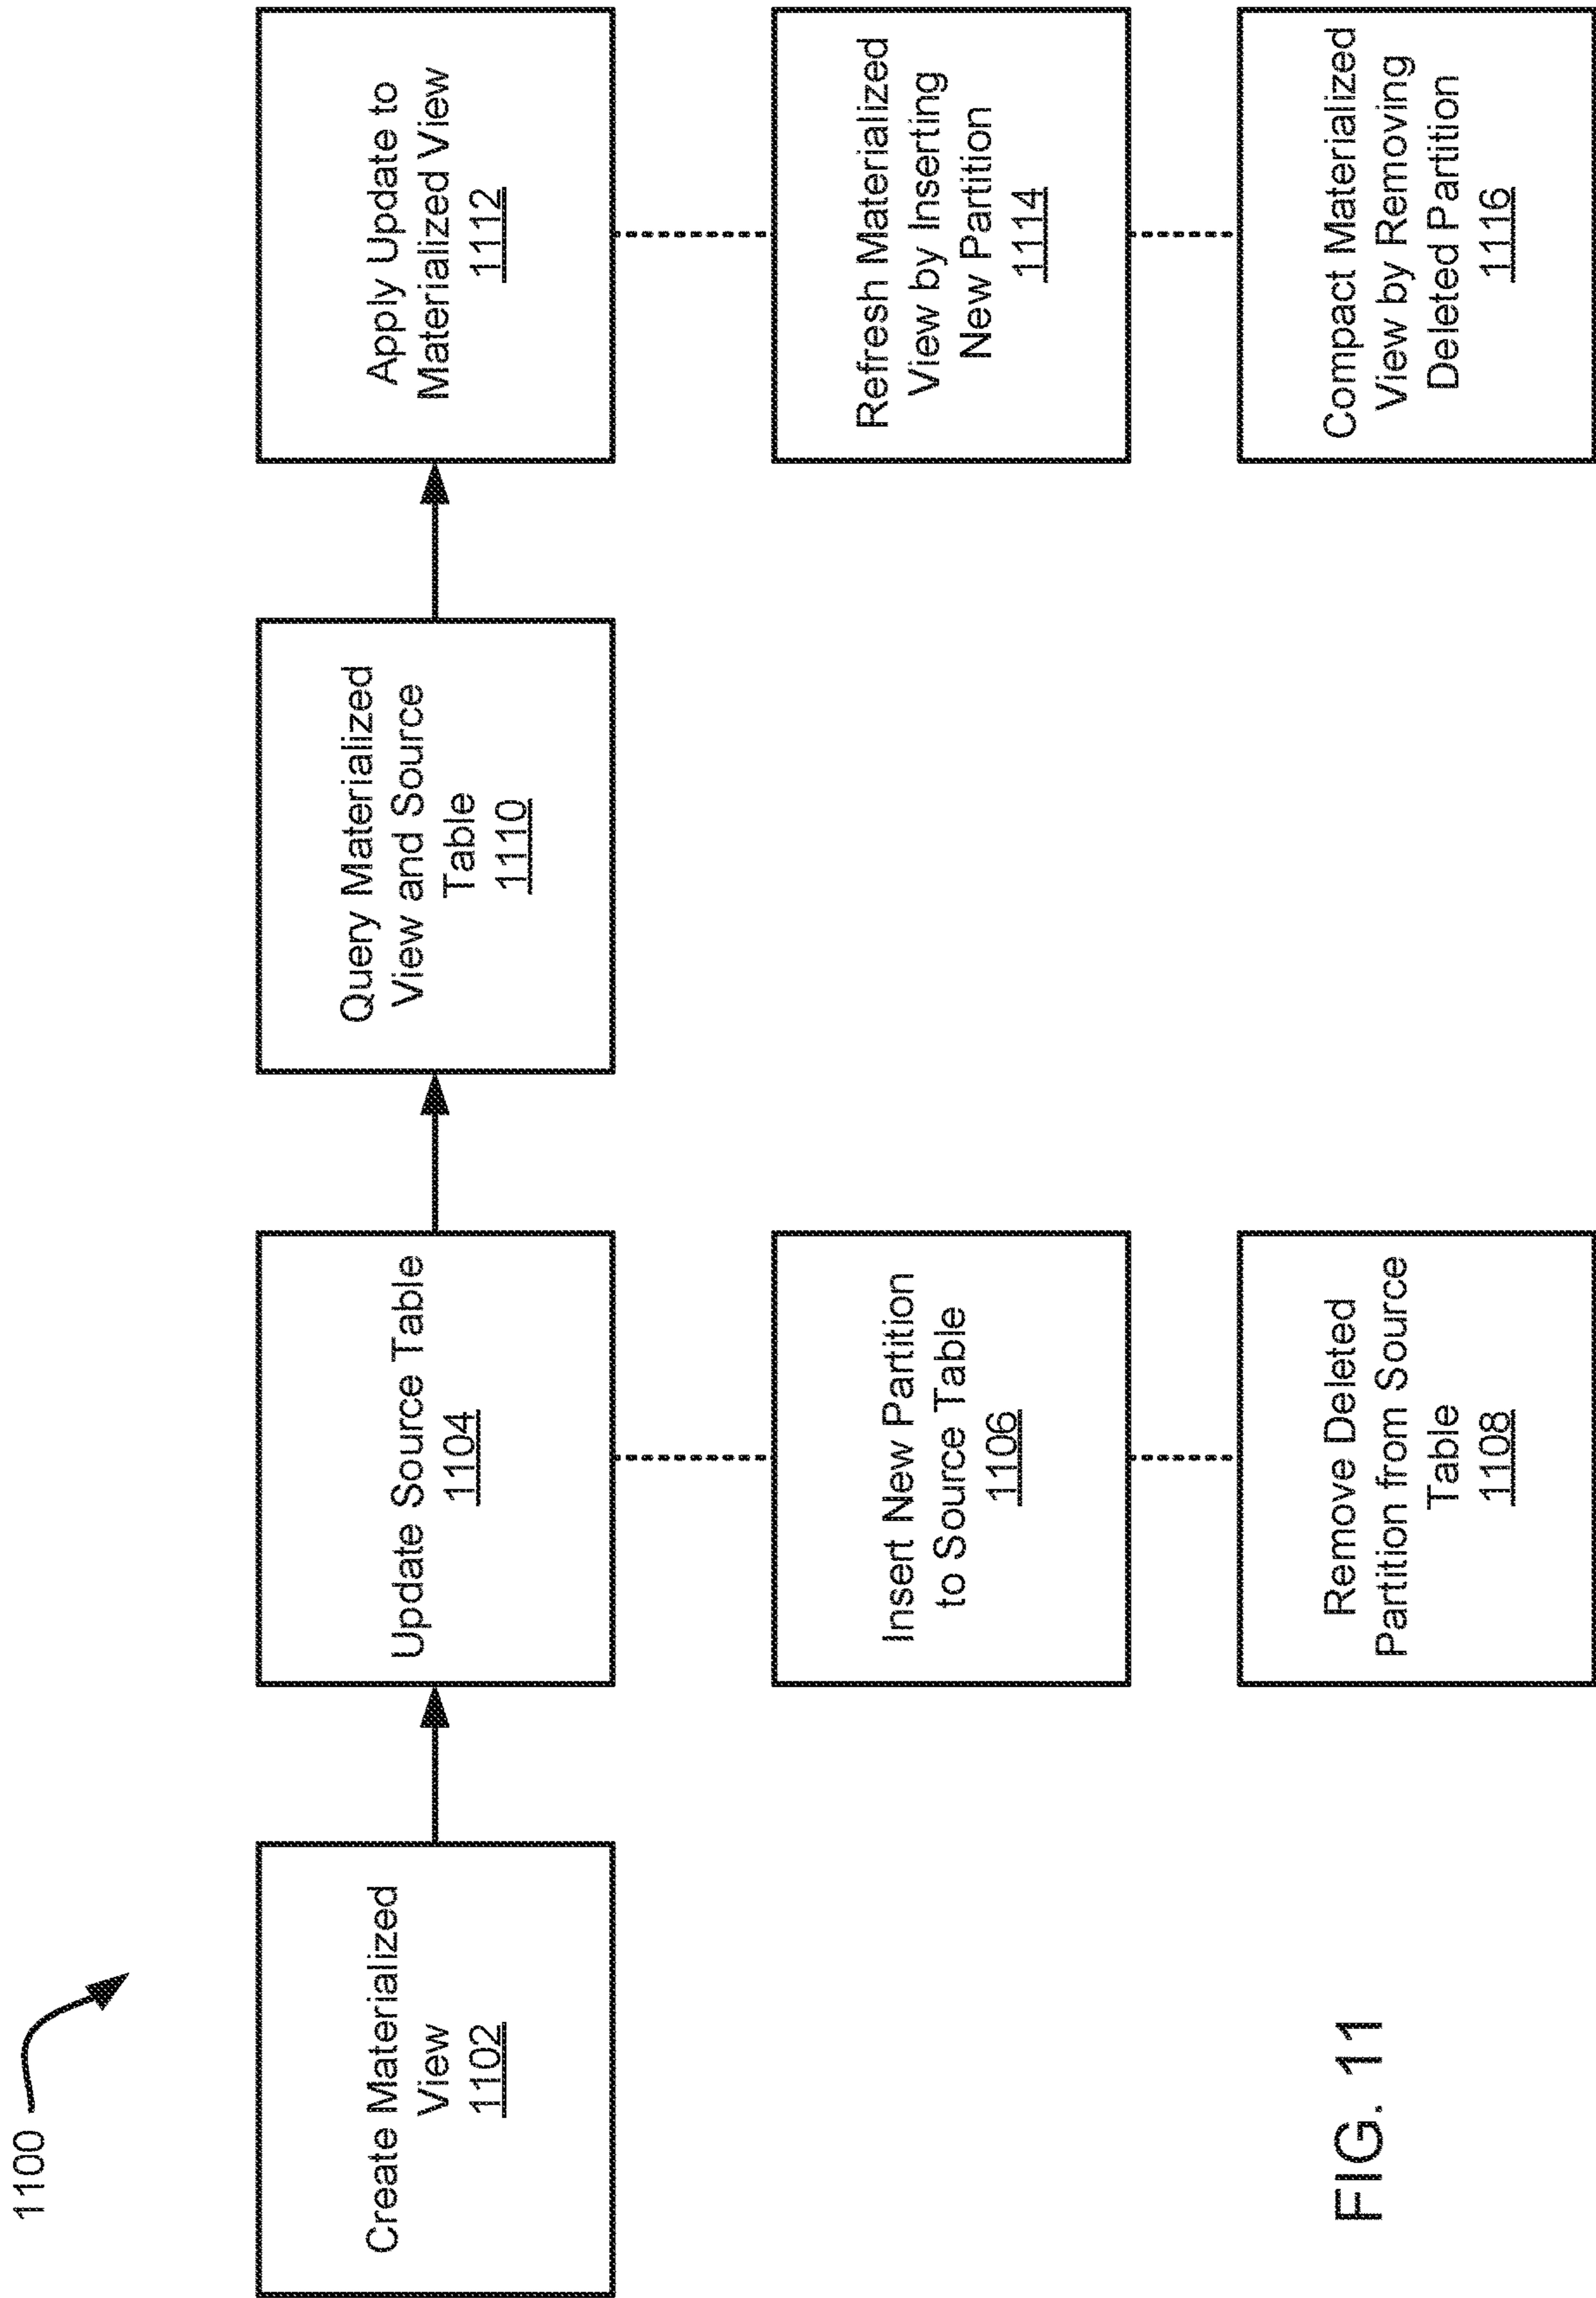 1100
Create Materialized
View
1102
Update Source Table
1104
Query Materialized
View and Source
Table
1110
Apply Update to
Materialized View
1112
Insert New Partition
to Source Table
1106
Refresh Materialized
View by Inserting
New Partition
1114
Remove Deleted
Partition from Source
Table
1108
Compact Materialized
View by Removing
Deleted Partition
1116
FIG. 11